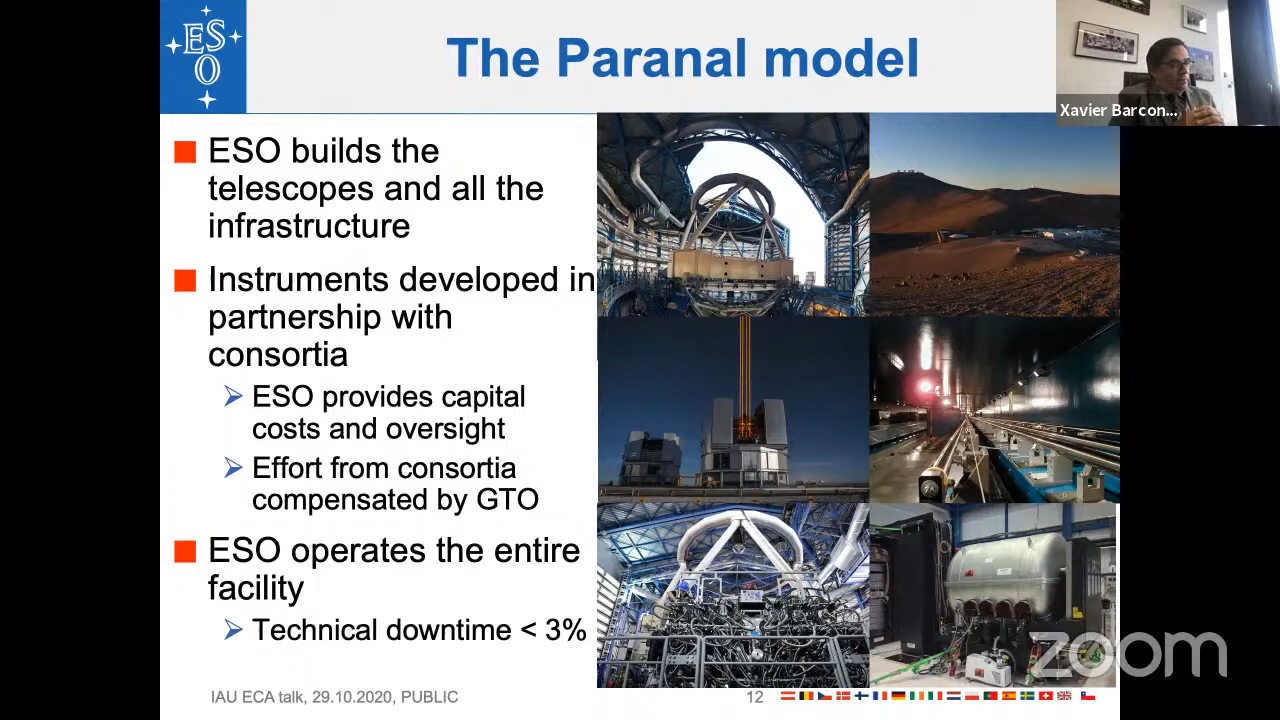 ES
O
The Paranal model
Xavier Barcon...
ESO builds the
telescopes and all the
infrastructure
Instruments developed in
partnership with
consortia
ESO provides capital
costs and oversight
Effort from consortia
compensated by GTO
ESO operates the entire
facility
Technical downtime < 3%
zoom
IAU ECA talk, 29.10.2020, PUBLIC
12